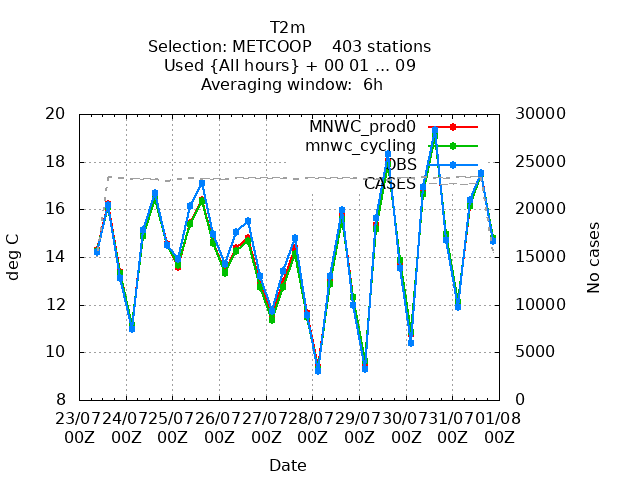 T2m
Selection: METCOOP    403 stations
Used {All hours} + 00 01 ... 09
Averaging window:  6h
20 30000
MNWC_prod0
mnwc_cycling
18 25000
OBS
CASES
16 20000
14 15000
12 10000
10 5000
8 0
deg C
No cases
23/07 24/07 25/07 26/07 27/07 28/07 29/07 30/07 31/07 01/08
00Z 00Z 00Z 00Z 00Z 00Z 00Z 00Z 00Z 00Z
Date